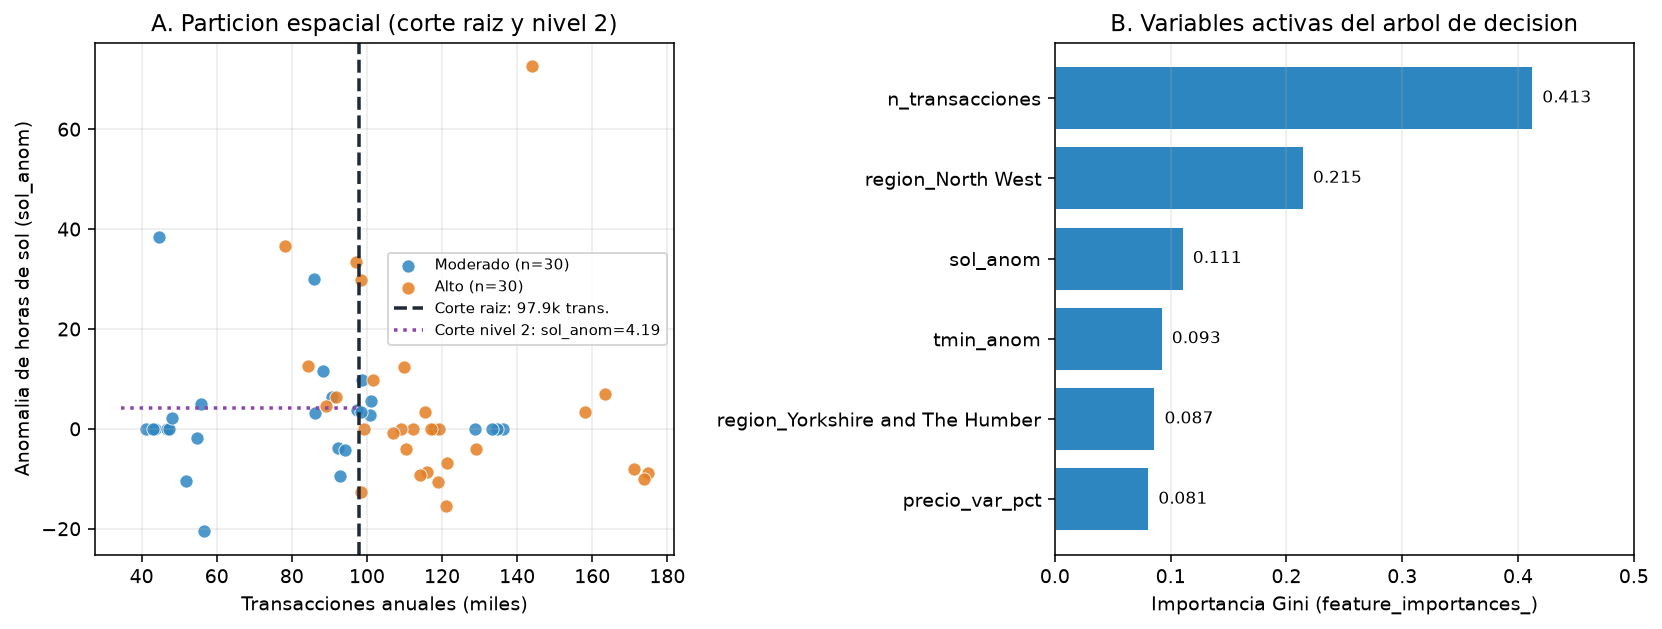 A. Particion espacial (corte raiz y nivel 2)
Anomalia de horas de sol (sol_anom)
60
40
20
0
−20
Moderado (n=30)
Alto (n=30)
Corte raiz: 97.9k trans.
Corte nivel 2: sol_anom=4.19
40 60 80 100 120 140 160 180
Transacciones anuales (miles)
B. Variables activas del arbol de decision
n_transacciones 0.413
region_North West 0.215
sol_anom 0.111
tmin_anom 0.093
region_Yorkshire and The Humber 0.087
precio_var_pct 0.081
0.0 0.1 0.2 0.3 0.4 0.5
Importancia Gini (feature_importances_)